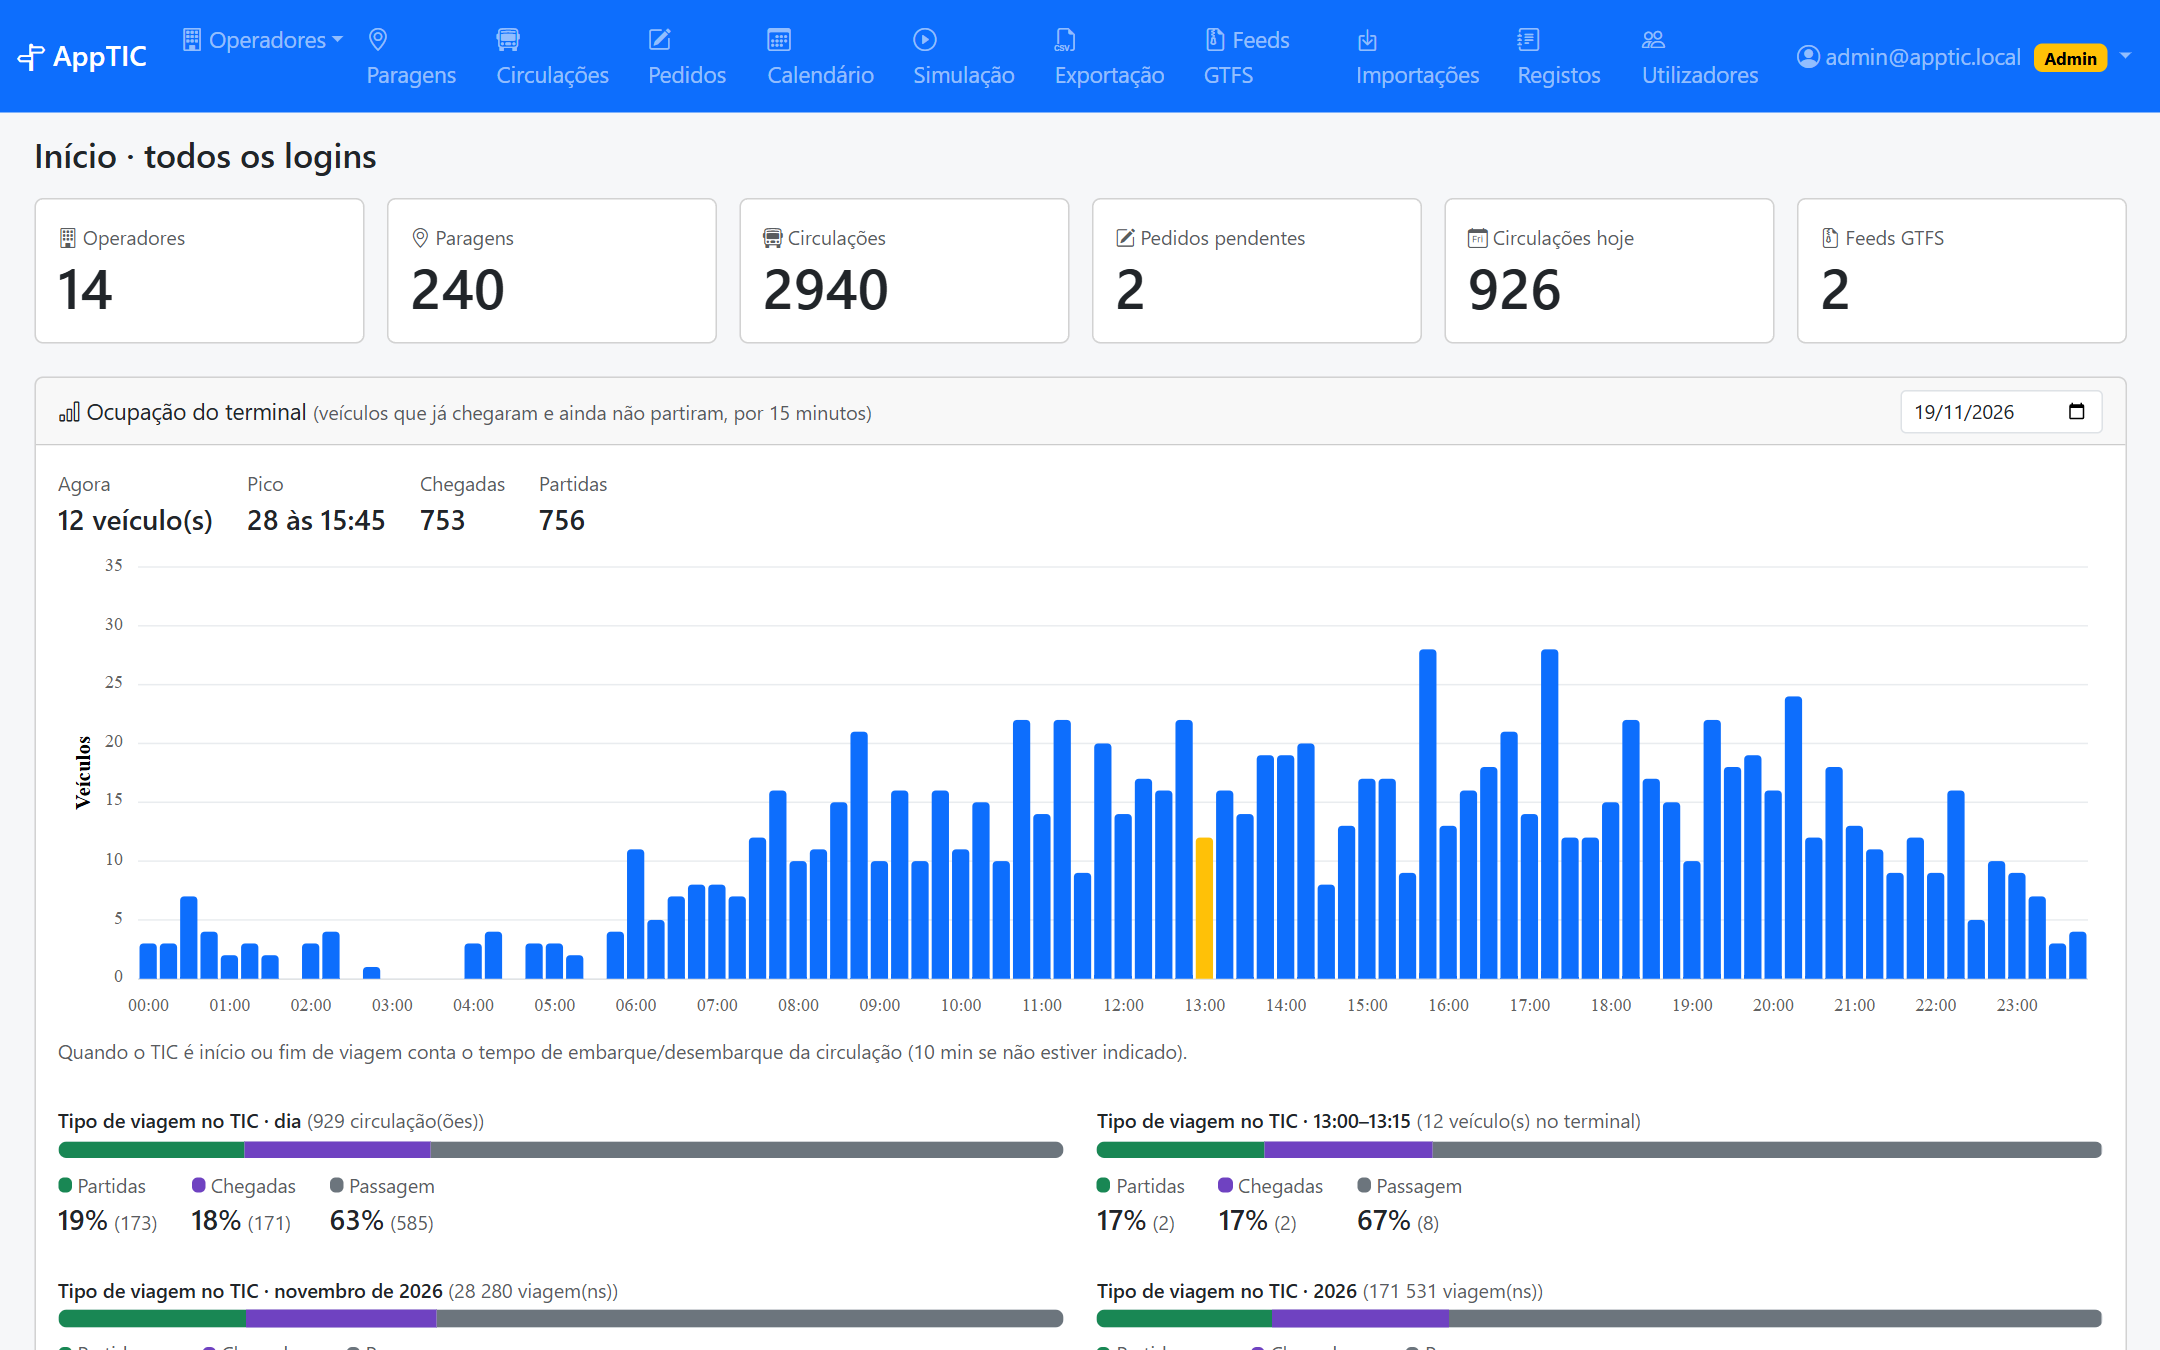 AppTIC
Operadores
Paragens
Circulações
Pedidos
Calendário
Simulação
Exportação
Feeds GTFS
Importações
Registos
Utilizadores
admin@apptic.local Admin
Início · todos os logins
Operadores
14
Paragens
240
Circulações
2940
Pedidos pendentes
2
Circulações hoje
926
Feeds GTFS
2
Ocupação do terminal (veículos que já chegaram e ainda não partiram, por 15 minutos)
19/11/2026
Agora
12 veículo(s)
Pico
28 às 15:45
Chegadas
753
Partidas
756
35
30
25
20
15
10
5
0
Veículos
00:00 01:00 02:00 03:00 04:00 05:00 06:00 07:00 08:00 09:00 10:00 11:00 12:00 13:00 14:00 15:00 16:00 17:00 18:00 19:00 20:00 21:00 22:00 23:00
Quando o TIC é início ou fim de viagem conta o tempo de embarque/desembarque da circulação (10 min se não estiver indicado).
Tipo de viagem no TIC · dia (929 circulação(ões))
Partidas
19% (173)
Chegadas
18% (171)
Passagem
63% (585)
Tipo de viagem no TIC · 13:00–13:15 (12 veículo(s) no terminal)
Partidas
17% (2)
Chegadas
17% (2)
Passagem
67% (8)
Tipo de viagem no TIC · novembro de 2026 (28 280 viagem(ns))
Tipo de viagem no TIC · 2026 (171 531 viagem(ns))